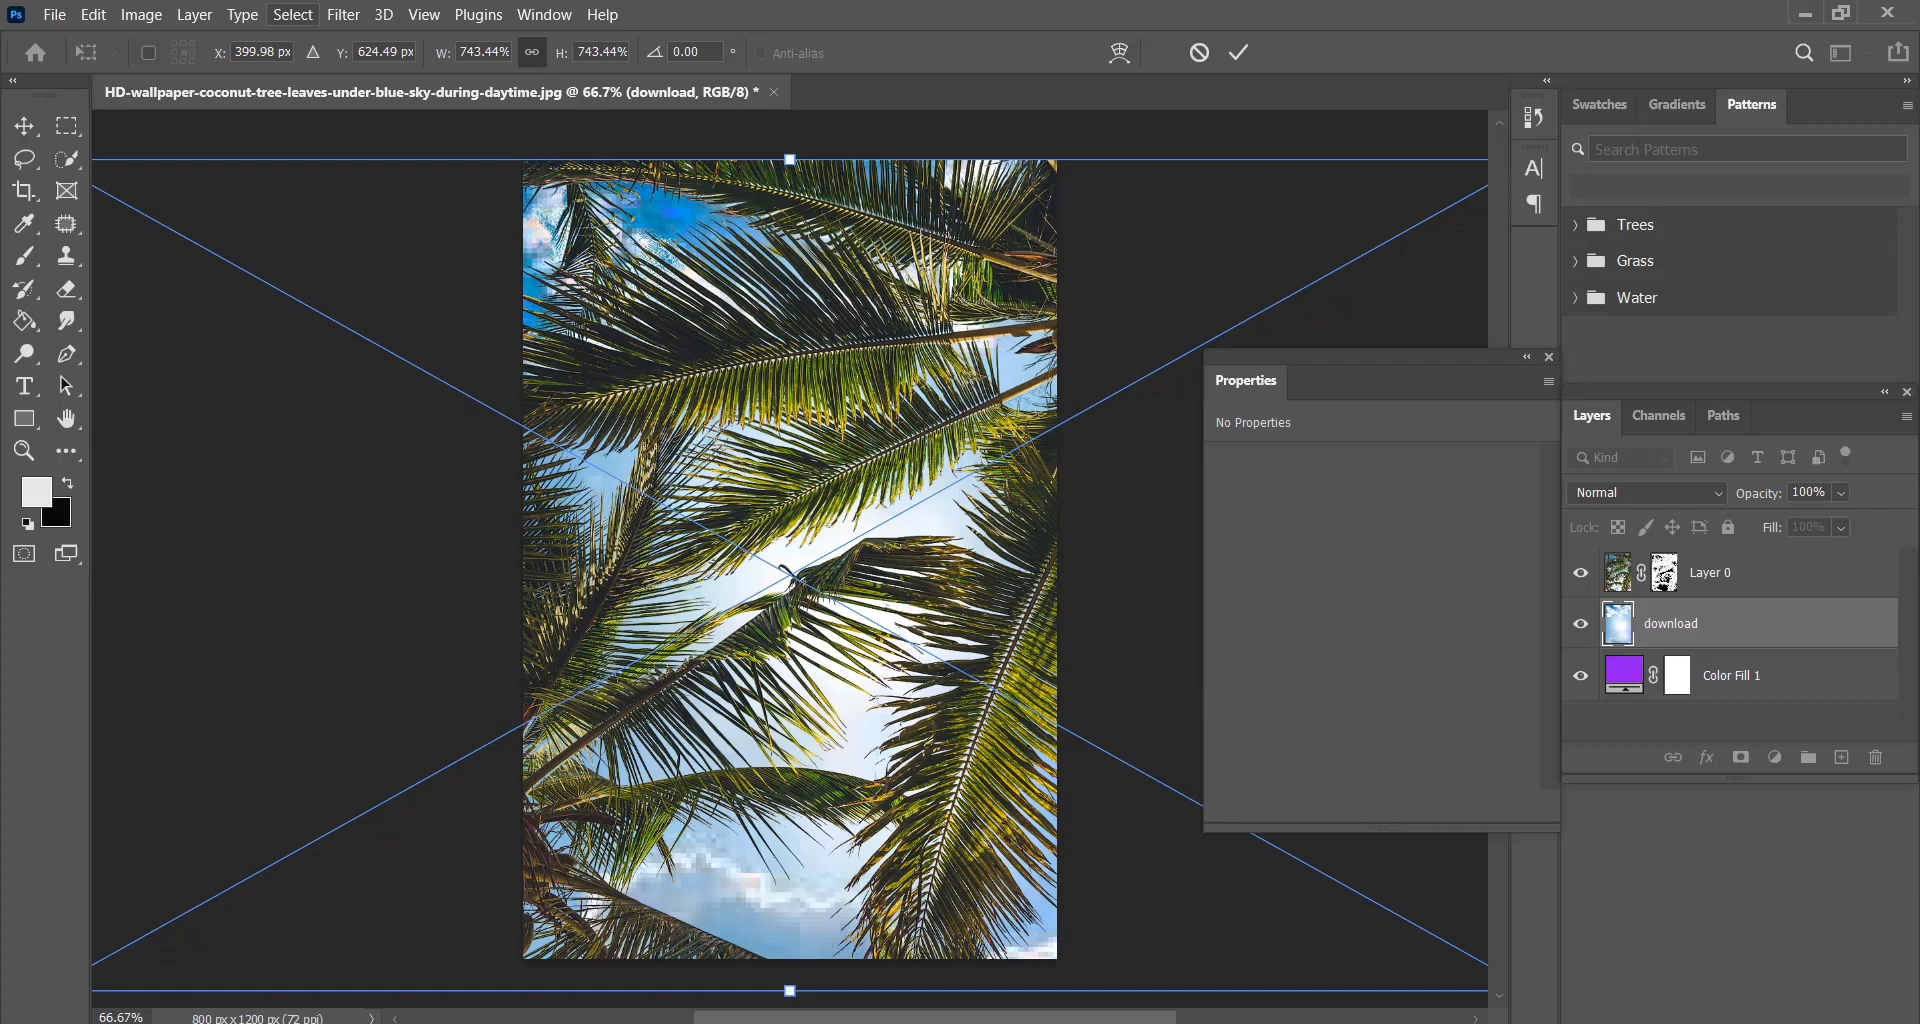 Ps File Edit Image Layer Type Select Filter 3D View Plugins Window Help
X: 399.98 px Y: 624.49 px W: 743.44% H: 743.44% 0.00 ° Anti-alias
HD-wallpaper-coconut-tree-leaves-under-blue-sky-during-daytime.jpg @ 66.7% (download, RGB/8) *
Swatches Gradients Patterns
Search Patterns
Trees
Grass
Water
Properties
No Properties
Layers Channels Paths
Kind
Normal Opacity: 100%
Lock: Fill: 100%
Layer 0
download
Color Fill 1
66.67% 800 px x 1200 px (72 ppi)